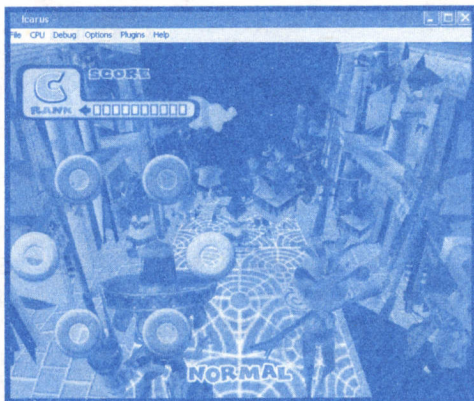 Icarus
File CPU Debug Options Plugins Help
C SCORE
RANK
NORMAL